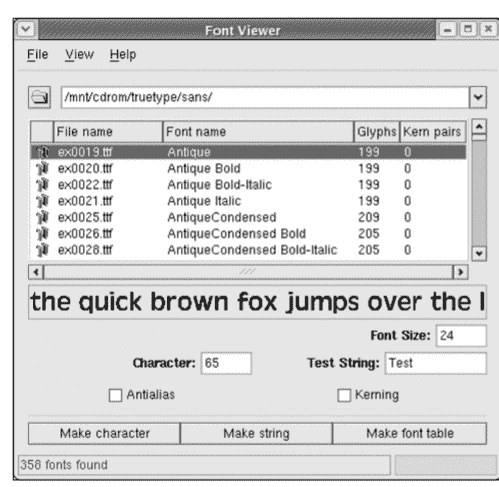 Font Viewer
File View Help
/mnt/cdrom/truetype/sans/
File name Font name Glyphs Kern pairs
ex0019.ttf Antique 199 0
ex0020.ttf Antique Bold 199 0
ex0022.ttf Antique Bold-Italic 199 0
ex0021.ttf Antique Italic 199 0
ex0025.ttf AntiqueCondensed 209 0
ex0026.ttf AntiqueCondensed Bold 205 0
ex0028.ttf AntiqueCondensed Bold-Italic 205 0
the quick brown fox jumps over the l
Font Size: 24
Character: 65 Test String: Test
Antialias Kerning
Make character Make string Make font table
358 fonts found